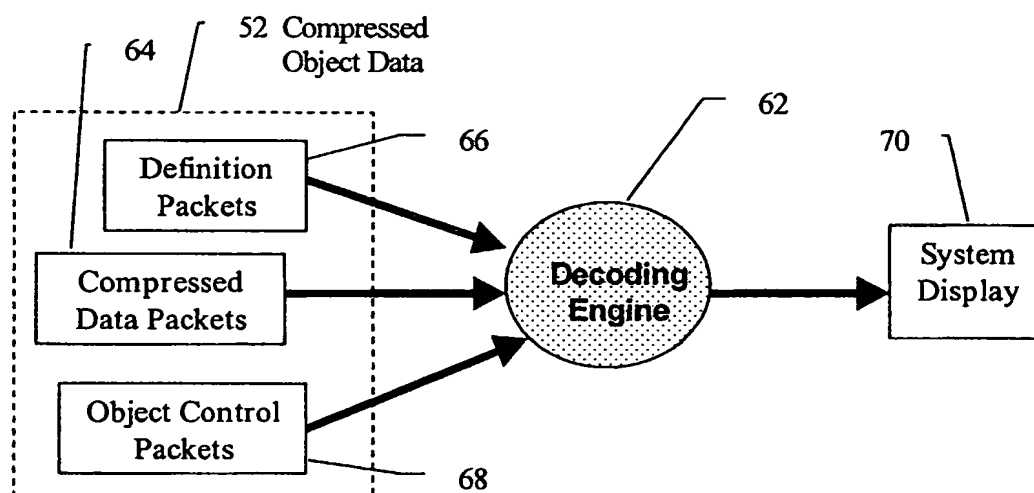 52 Compressed
Object Data
64
62
66
70
Definition
Packets
System
Display
Compressed
Data Packets
Decoding
Engine
Object Control
Packets
68